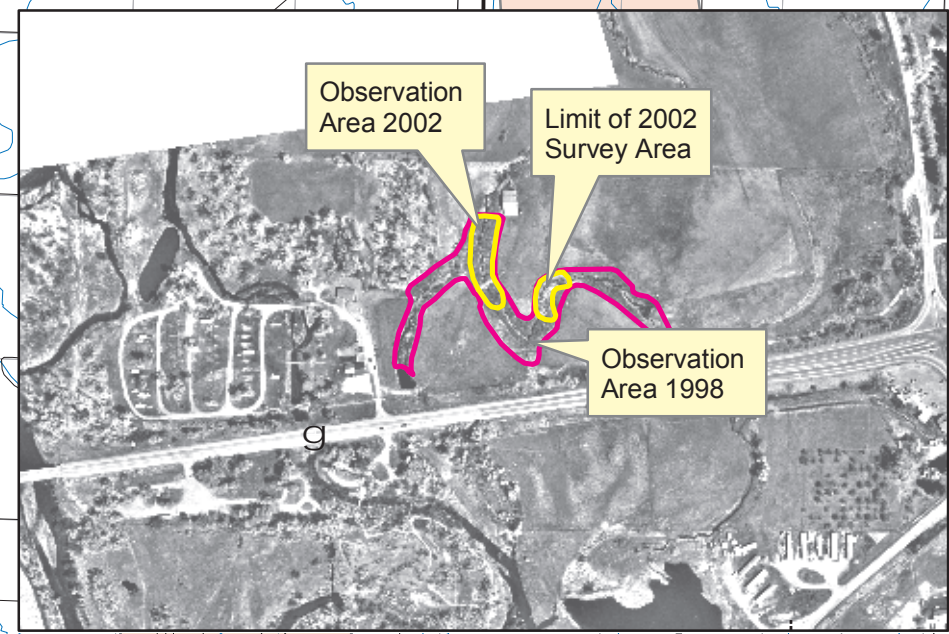 Observation
Area 2002
Limit of 2002
Survey Area
Observation
Area 1998
g